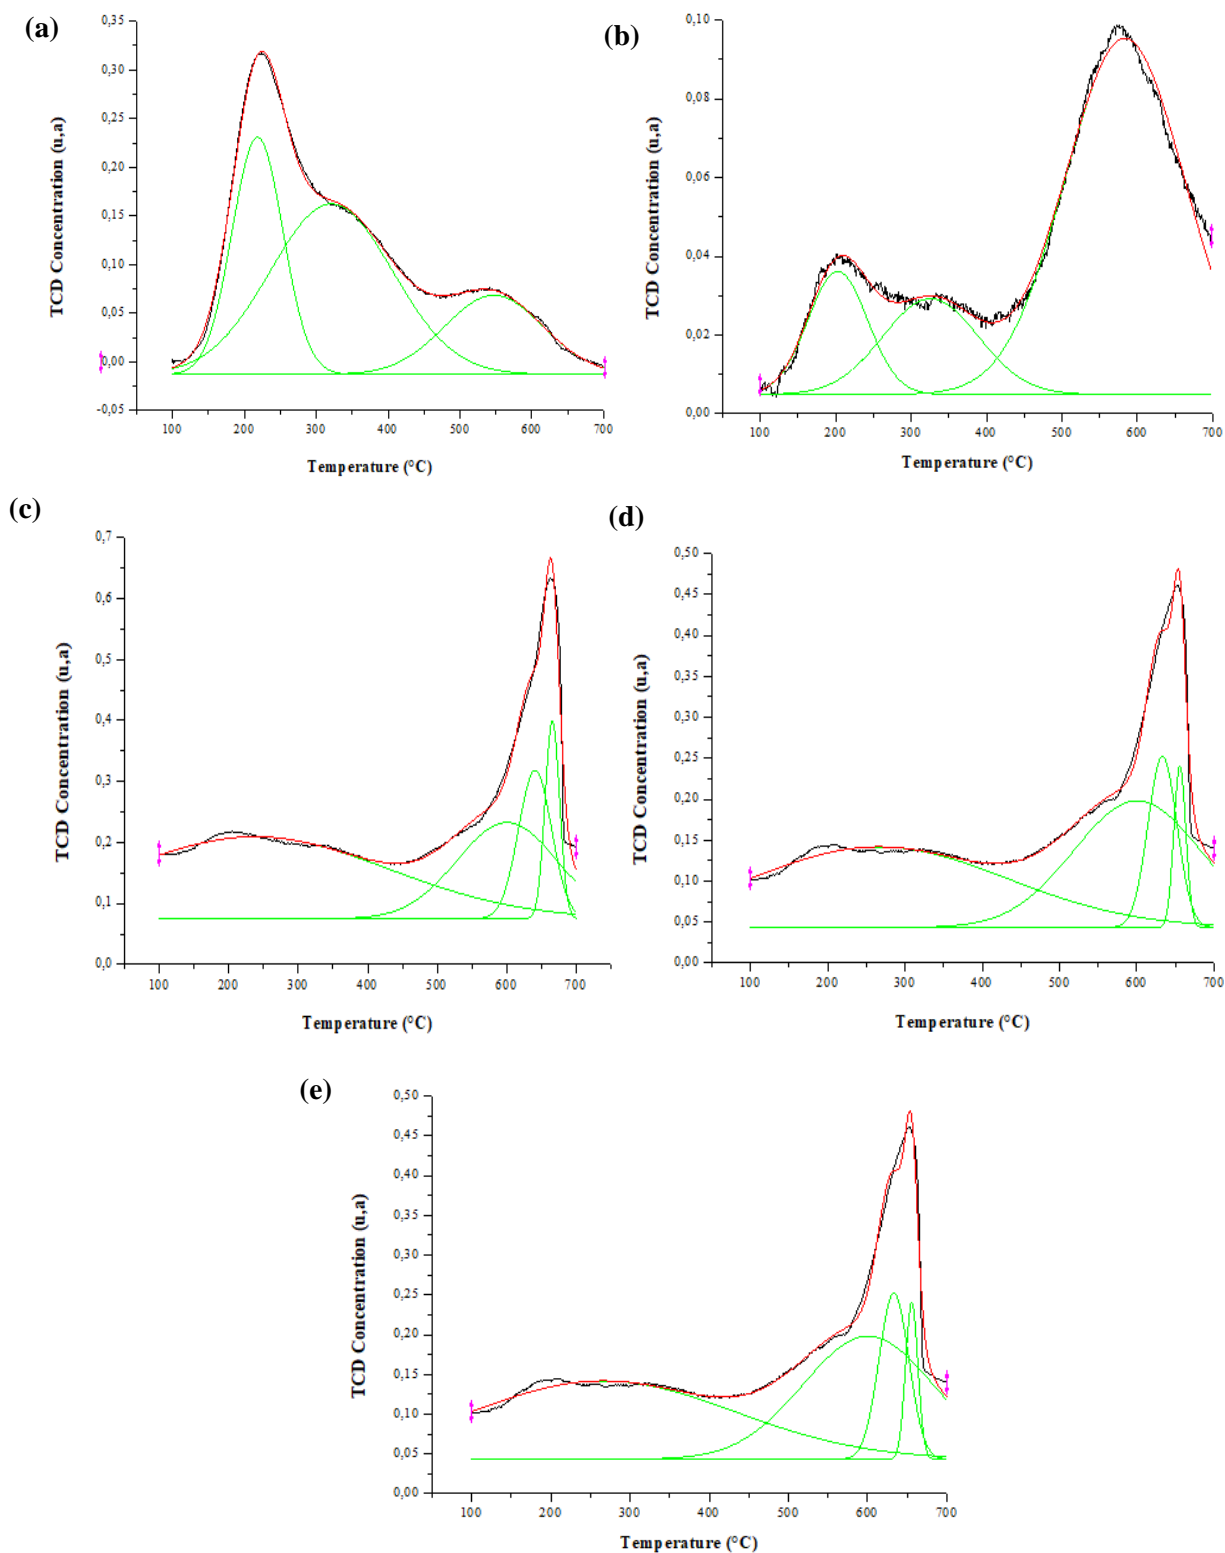 (a)
TCD Concentration (u,a)
0,35
0,30
0,25
0,20
0,15
0,10
0,05
0,00
-0,05
100 200 300 400 500 600 700
Temperature (°C)
(b)
TCD Concentration (u,a)
0,10
0,08
0,06
0,04
0,02
0,00
100 200 300 400 500 600 700
Temperature (°C)
(c)
TCD Concentration (u,a)
0,7
0,6
0,5
0,4
0,3
0,2
0,1
0,0
100 200 300 400 500 600 700
Temperature (°C)
(d)
TCD Concentration (u,a)
0,50
0,45
0,40
0,35
0,30
0,25
0,20
0,15
0,10
0,05
0,00
100 200 300 400 500 600 700
Temperature (°C)
(e)
TCD Concentration (u,a)
0,50
0,45
0,40
0,35
0,30
0,25
0,20
0,15
0,10
0,05
0,00
100 200 300 400 500 600 700
Temperature (°C)